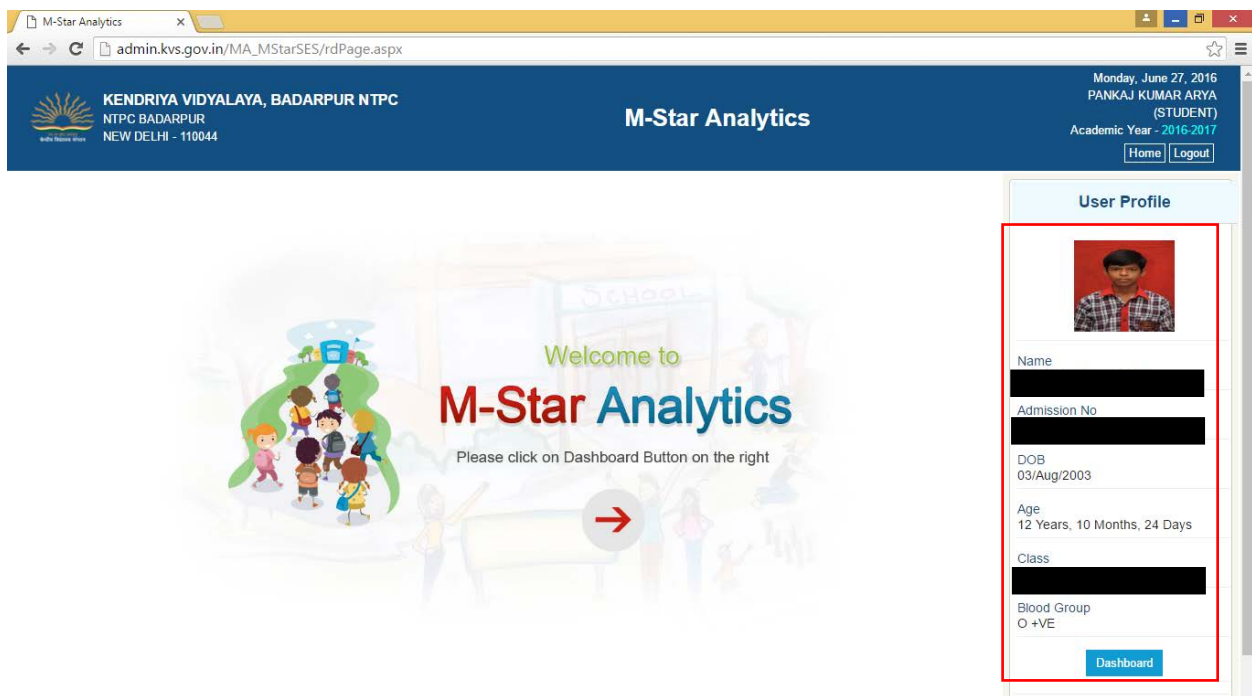 M-Star Analytics
admin.kvs.gov.in/MA_MStarSES/rdPage.aspx
KENDRIYA VIDYALAYA, BADARPUR NTPC
NTPC BADARPUR
NEW DELHI - 110044
M-Star Analytics
Monday, June 27, 2016
PANKAJ KUMAR ARYA
(STUDENT)
Academic Year - 2016-2017
Home Logout
SCHOOL
Welcome to
M-Star Analytics
Please click on Dashboard Button on the right
User Profile
Name
Admission No
DOB
03/Aug/2003
Age
12 Years, 10 Months, 24 Days
Class
Blood Group
O +VE
Dashboard